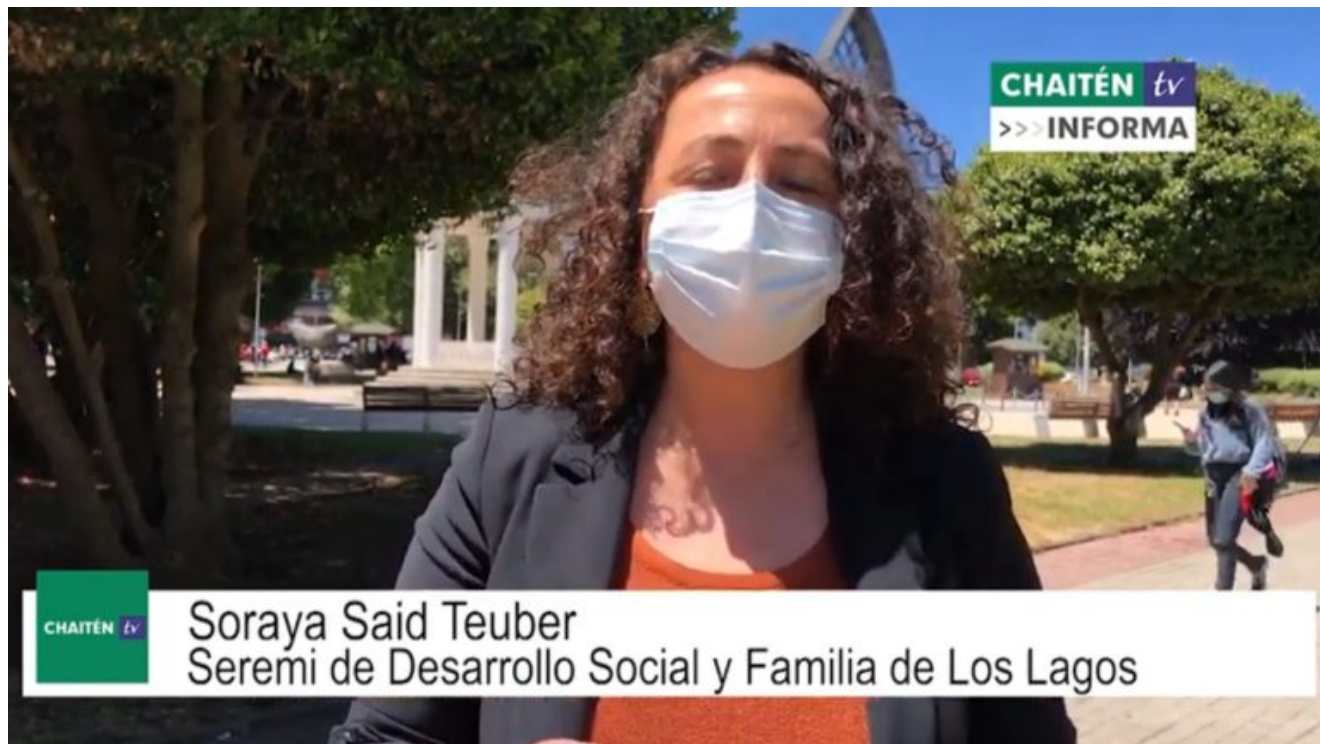 CHAITÉN tv
>>>INFORMA
CHAITÉN tv
Soraya Said Teuber
Seremi de Desarrollo Social y Familia de Los Lagos